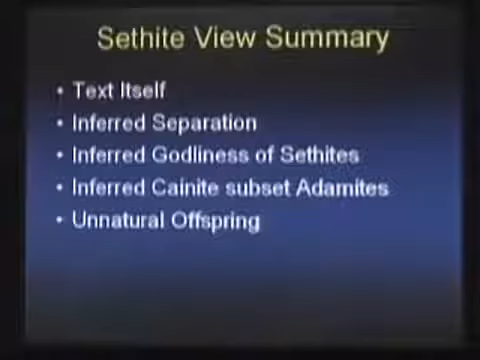 Sethite View Summary
• Text Itself
• Inferred Separation
• Inferred Godliness of Sethites
• Inferred Cainite subset Adamites
• Unnatural Offspring